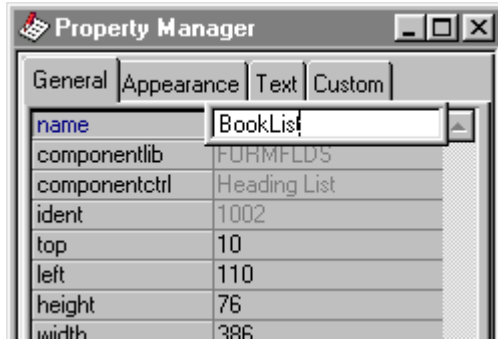 Property Manager
General Appearance Text Custom
name BookList
componentlib FORMFLDS
componentctrl Heading List
ident 1002
top 10
left 110
height 76
width 386